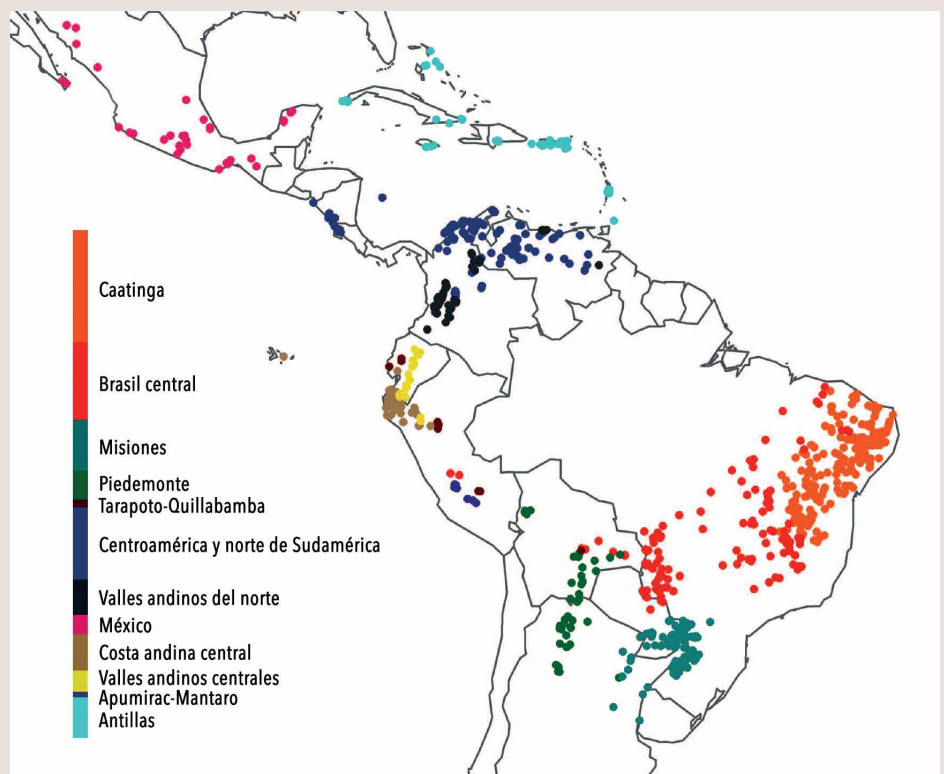 Caatinga
Brasil central
Misiones
Piedemonte
Tarapoto-Quillabamba
Centroamérica y norte de Sudamérica
Valles andinos del norte
México
Costa andina central
Valles andinos centrales
Apumirac-Mantaro
Antillas